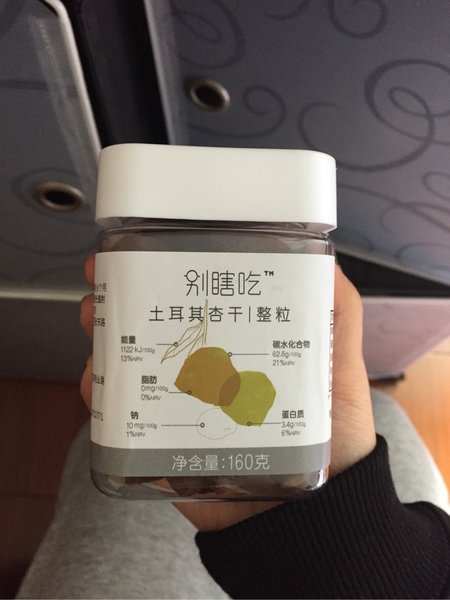 别瞎吃™
土耳其杏干|整粒
能量
1122 kJ/100g
13%NRV
碳水化合物
62.6g/100g
21%NRV
脂肪
0mg/100g
0%NRV
钠
10 mg/100g
1%NRV
蛋白质
3.4g/100g
6%NRV
净含量:160克